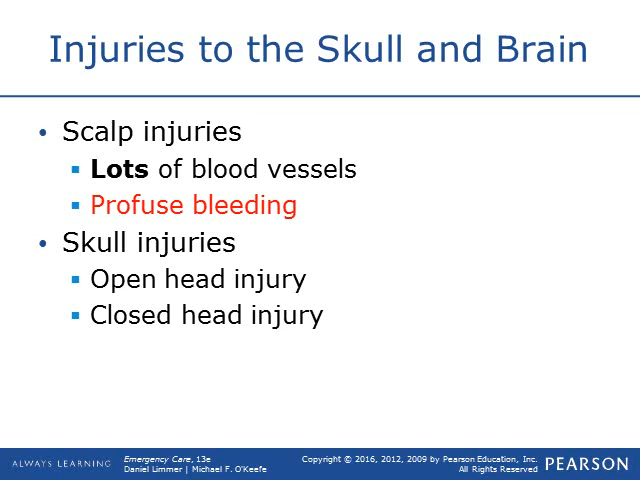 Injuries to the Skull and Brain
• Scalp injuries
▪ Lots of blood vessels
▪ Profuse bleeding
• Skull injuries
▪ Open head injury
▪ Closed head injury
ALWAYS LEARNING
Emergency Care, 13e
Daniel Limmer | Michael F. O'Keefe
Copyright © 2016, 2012, 2009 by Pearson Education, Inc.
All Rights Reserved
PEARSON